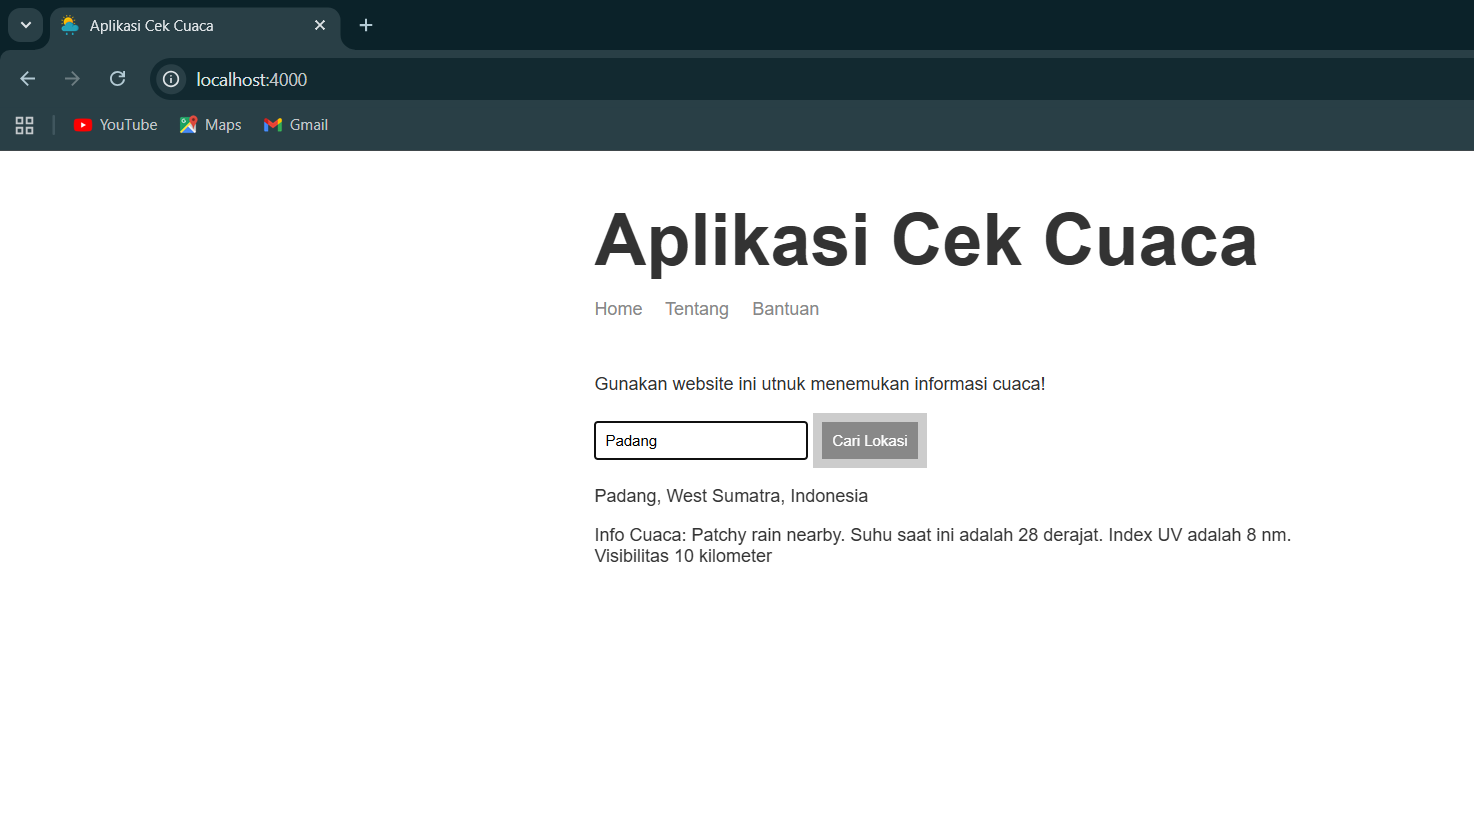 Aplikasi Cek Cuaca
localhost:4000
YouTube Maps Gmail
Aplikasi Cek Cuaca
Home Tentang Bantuan
Gunakan website ini utnuk menemukan informasi cuaca!
Padang Cari Lokasi
Padang, West Sumatra, Indonesia
Info Cuaca: Patchy rain nearby. Suhu saat ini adalah 28 derajat. Index UV adalah 8 nm.
Visibilitas 10 kilometer